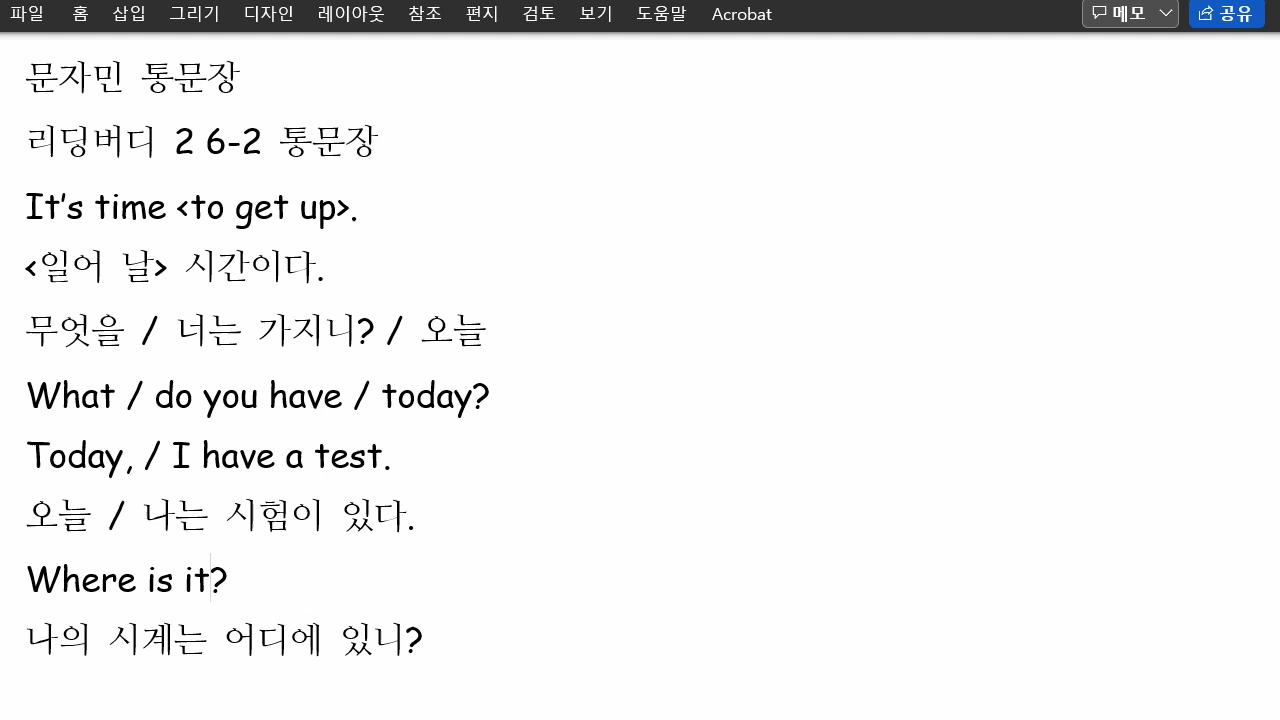 파일 홈 삽입 그리기 디자인 레이아웃 참조 편지 검토 보기 도움말 Acrobat 메모 공유
문자민 통문장
리딩버디 2 6-2 통문장
It’s time <to get up>.
<일어 날> 시간이다.
무엇을 / 너는 가지니? / 오늘
What / do you have / today?
Today, / I have a test.
오늘 / 나는 시험이 있다.
Where is it?
나의 시계는 어디에 있니?